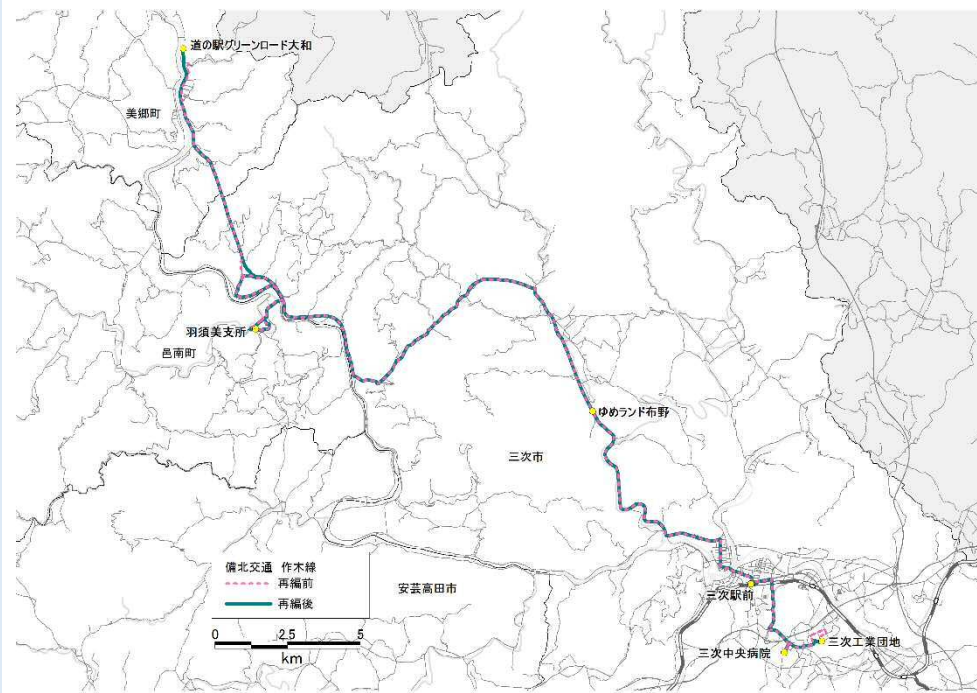 道の駅グリーンロード大和
美郷町
羽須美支所
邑南町
ゆめランド布野
三次市
備北交通 作木線
再編前
再編後
安芸高田市
三次駅前
三次中央病院
三次工業団地
0 2.5 5
km